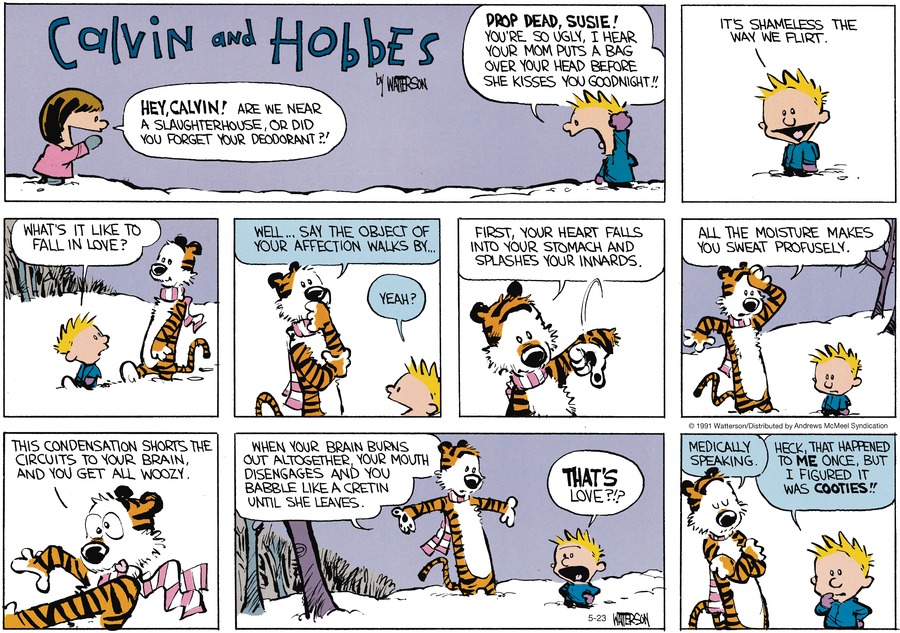 Calvin and Hobbes
by WATTERSON
HEY, CALVIN! ARE WE NEAR
A SLAUGHTERHOUSE, OR DID
YOU FORGET YOUR DEODORANT?!
DROP DEAD, SUSIE!
YOU'RE SO UGLY, I HEAR
YOUR MOM PUTS A BAG
OVER YOUR HEAD BEFORE
SHE KISSES YOU GOODNIGHT!!
IT'S SHAMELESS THE
WAY WE FLIRT.
WHAT'S IT LIKE TO
FALL IN LOVE?
WELL... SAY THE OBJECT OF
YOUR AFFECTION WALKS BY...
YEAH?
FIRST, YOUR HEART FALLS
INTO YOUR STOMACH AND
SPLASHES YOUR INNARDS.
ALL THE MOISTURE MAKES
YOU SWEAT PROFUSELY.
© 1991 Watterson/Distributed by Andrews McMeel Syndication
THIS CONDENSATION SHORTS THE
CIRCUITS TO YOUR BRAIN,
AND YOU GET ALL WOOZY.
WHEN YOUR BRAIN BURNS
OUT ALTOGETHER, YOUR MOUTH
DISENGAGES AND YOU
BABBLE LIKE A CRETIN
UNTIL SHE LEAVES.
THAT'S
LOVE?!?
5-23 WATTERSON
MEDICALLY
SPEAKING.
HECK, THAT HAPPENED
TO ME ONCE, BUT
I FIGURED IT
WAS COOTIES!!